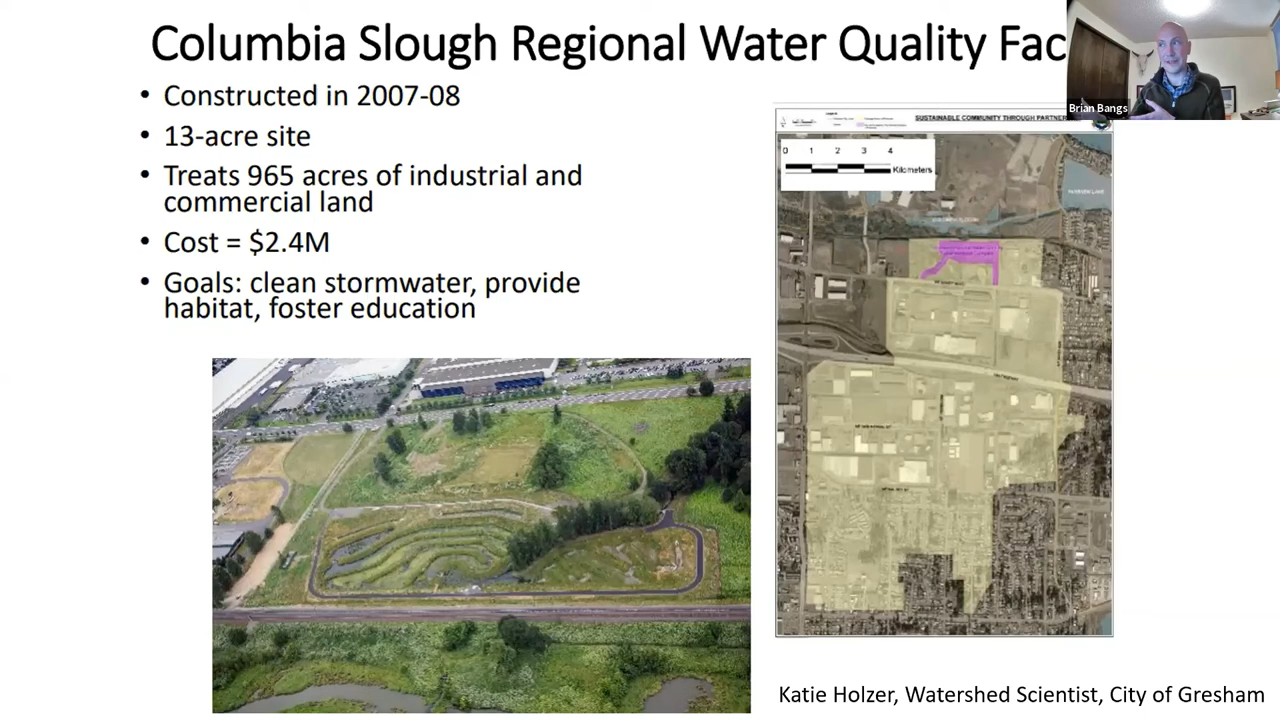 Columbia Slough Regional Water Quality Fac
Brian Bangs
• Constructed in 2007-08
• 13-acre site
• Treats 965 acres of industrial and
commercial land
• Cost = $2.4M
• Goals: clean stormwater, provide
habitat, foster education
SUSTAINABLE COMMUNITY THROUGH PARTNER
0 1 2 3 4
Kilometers
Katie Holzer, Watershed Scientist, City of Gresham